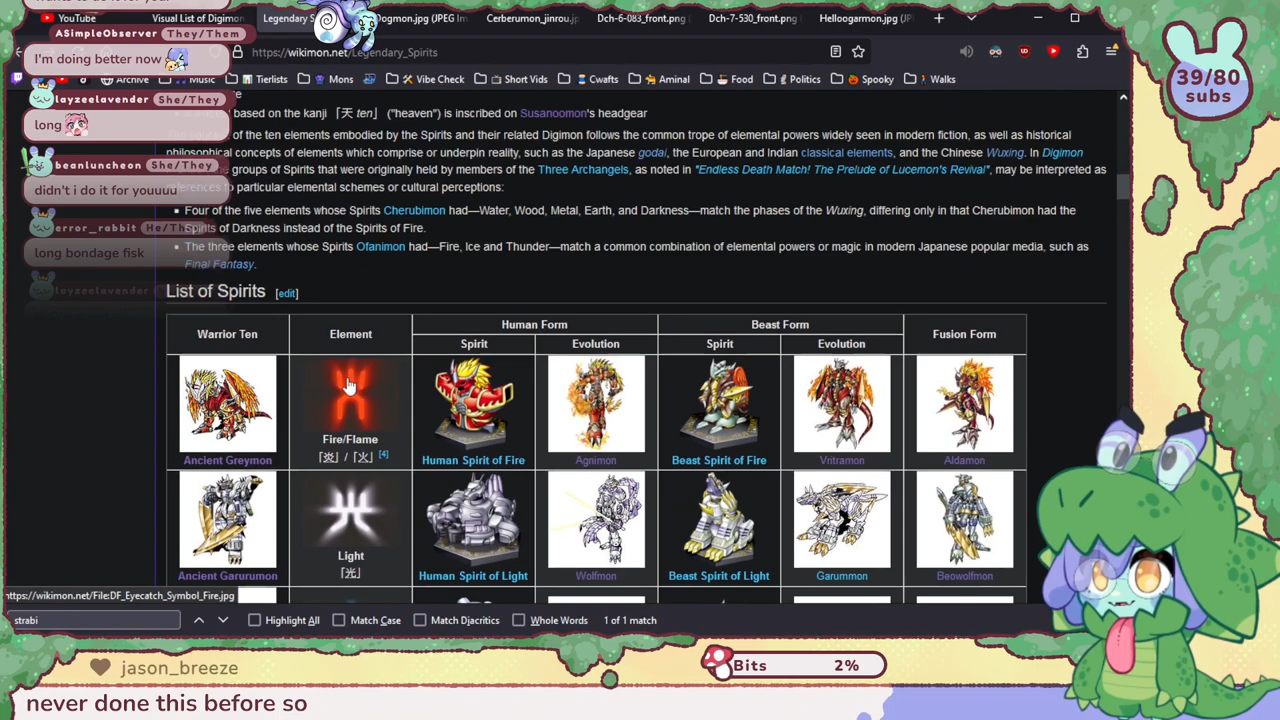 YouTube
Visual List of Digimon
Legendary S
Dogmon.jpg (JPEG Im
Cerberumon_jinrou.j
Dch-6-083_front.png
Dch-7-530_front.png
Helloogarmon.jpg (JP
https://wikimon.net/Legendary_Spirits
Archive
Music
Tierlists
Mons
Vibe Check
Short Vids
Cwafts
Aminal
Food
Politics
Spooky
Walks
ASimpleObserver They/Them
I'm doing better now
layzeelavender She/They
long
beanluncheon She/They
didn't i do it for youuuu
error_rabbit He/Th
long bondage fisk
layzeelavender
39/80
subs
based on the kanji 「天 ten」 ("heaven") is inscribed on Susanoomon's headgear
of the ten elements embodied by the Spirits and their related Digimon follows the common trope of elemental powers widely seen in modern fiction, as well as historical
philosophical concepts of elements which comprise or underpin reality, such as the Japanese godai, the European and Indian classical elements, and the Chinese Wuxing. In Digimon
groups of Spirits that were originally held by members of the Three Archangels, as noted in "Endless Death Match! The Prelude of Lucemon's Revival", may be interpreted as
references to particular elemental schemes or cultural perceptions:
Four of the five elements whose Spirits Cherubimon had—Water, Wood, Metal, Earth, and Darkness—match the phases of the Wuxing, differing only in that Cherubimon had the
Spirits of Darkness instead of the Spirits of Fire.
The three elements whose Spirits Ofanimon had—Fire, Ice and Thunder—match a common combination of elemental powers or magic in modern Japanese popular media, such as
Final Fantasy.
List of Spirits [edit]
Warrior Ten
Element
Human Form
Beast Form
Fusion Form
Spirit
Evolution
Spirit
Evolution
Ancient Greymon
Fire/Flame
「炎」 / 「火」 [4]
Human Spirit of Fire
Agnimon
Beast Spirit of Fire
Vritramon
Aldamon
Ancient Garurumon
Light
「光」
Human Spirit of Light
Wolfmon
Beast Spirit of Light
Garummon
Beowolfmon
https://wikimon.net/File:DF_Eyecatch_Symbol_Fire.jpg
strabi
Highlight All
Match Case
Match Diacritics
Whole Words
1 of 1 match
jason_breeze
Bits 2%
never done this before so